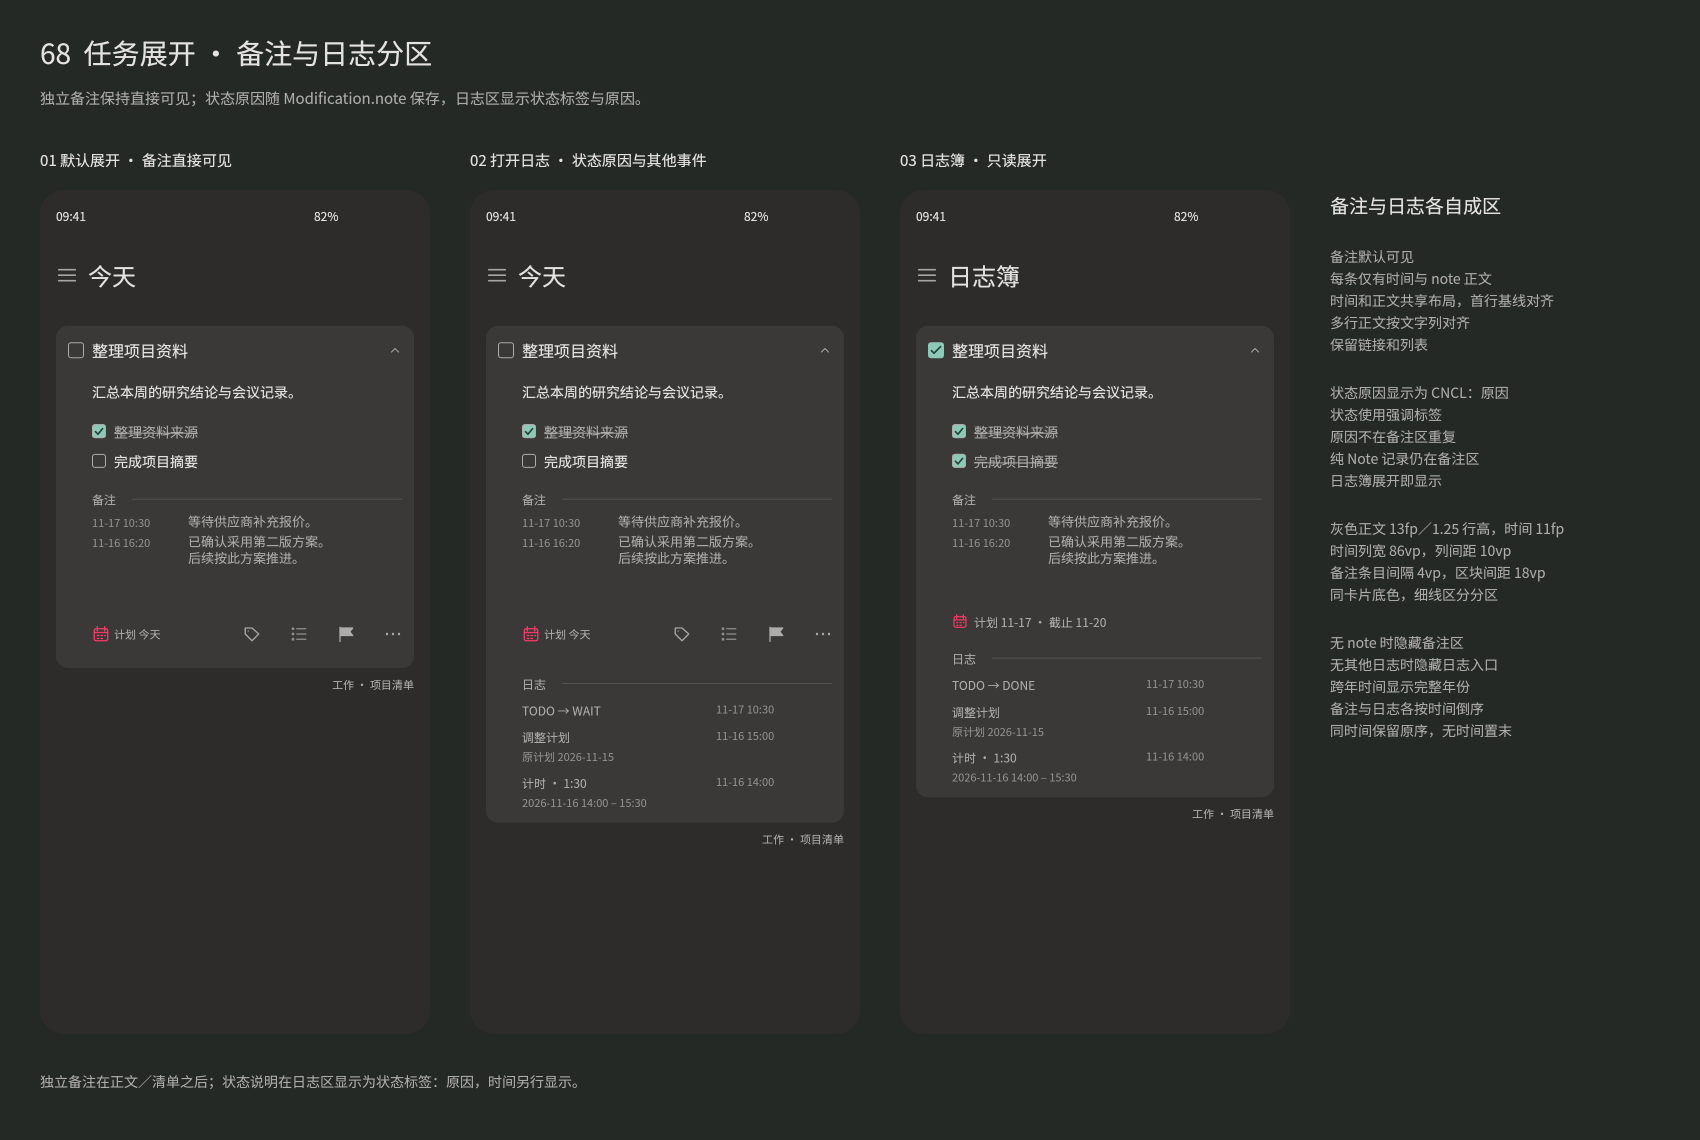 68 任务展开 · 备注与日志分区
独立备注保持直接可见；状态原因随 Modification.note 保存，日志区显示状态标签与原因。
01 默认展开 · 备注直接可见
09:41 82%
今天
整理项目资料
汇总本周的研究结论与会议记录。
整理资料来源
完成项目摘要
备注
11-17 10:30 等待供应商补充报价。
11-16 16:20 已确认采用第二版方案。
后续按此方案推进。
计划 今天
工作 · 项目清单
02 打开日志 · 状态原因与其他事件
09:41 82%
今天
整理项目资料
汇总本周的研究结论与会议记录。
整理资料来源
完成项目摘要
备注
11-17 10:30 等待供应商补充报价。
11-16 16:20 已确认采用第二版方案。
后续按此方案推进。
计划 今天
日志
TODO → WAIT 11-17 10:30
调整计划 11-16 15:00
原计划 2026-11-15
计时 · 1:30 11-16 14:00
2026-11-16 14:00 – 15:30
工作 · 项目清单
03 日志簿 · 只读展开
09:41 82%
日志簿
整理项目资料
汇总本周的研究结论与会议记录。
整理资料来源
完成项目摘要
备注
11-17 10:30 等待供应商补充报价。
11-16 16:20 已确认采用第二版方案。
后续按此方案推进。
计划 11-17 · 截止 11-20
日志
TODO → DONE 11-17 10:30
调整计划 11-16 15:00
原计划 2026-11-15
计时 · 1:30 11-16 14:00
2026-11-16 14:00 – 15:30
工作 · 项目清单
备注与日志各自成区
备注默认可见
每条仅有时间与 note 正文
时间和正文共享布局，首行基线对齐
多行正文按文字列对齐
保留链接和列表
状态原因显示为 CNCL：原因
状态使用强调标签
原因不在备注区重复
纯 Note 记录仍在备注区
日志簿展开即显示
灰色正文 13fp／1.25 行高，时间 11fp
时间列宽 86vp，列间距 10vp
备注条目间隔 4vp，区块间距 18vp
同卡片底色，细线区分分区
无 note 时隐藏备注区
无其他日志时隐藏日志入口
跨年时间显示完整年份
备注与日志各按时间倒序
同时间保留原序，无时间置末
独立备注在正文／清单之后；状态说明在日志区显示为状态标签：原因，时间另行显示。